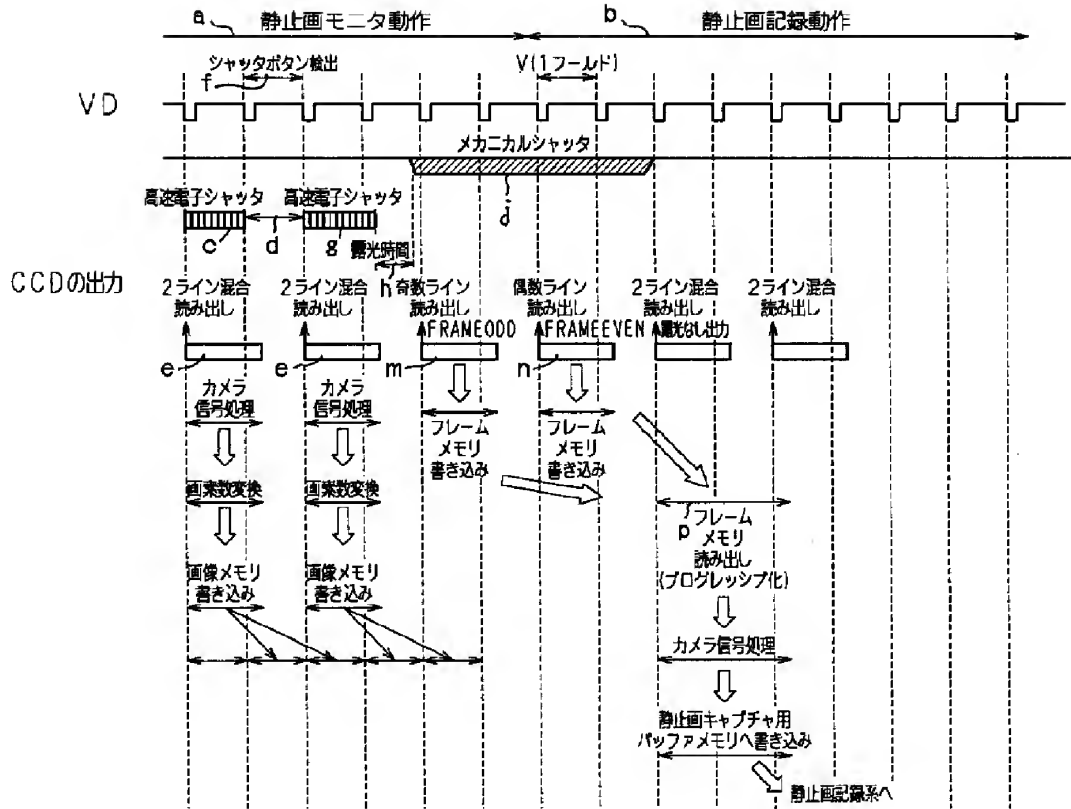 a 静止画モニタ動作 b 静止画記録動作
シャッタボタン検出 V(1フールド)
f
VD
メカニカルシャッタ
j
高速電子シャッタ 高速電子シャッタ
c d g 露光時間
h
CCDの出力
2ライン混合 2ライン混合 奇数ライン 偶数ライン 2ライン混合 2ライン混合
読み出し 読み出し 読み出し 読み出し 読み出し 読み出し
FRAMEODD FRAMEEVEN 露光なし出力
e e m n
カメラ カメラ
信号処理 信号処理
フレーム フレーム
メモリ メモリ
書き込み 書き込み
画素数変換 画素数変換
p
フレーム
メモリ
読み出し
(プログレッシブ化)
画像メモリ 画像メモリ
書き込み 書き込み
カメラ信号処理
静止画キャプチャ用
バッファメモリへ書き込み
静止画記録系へ